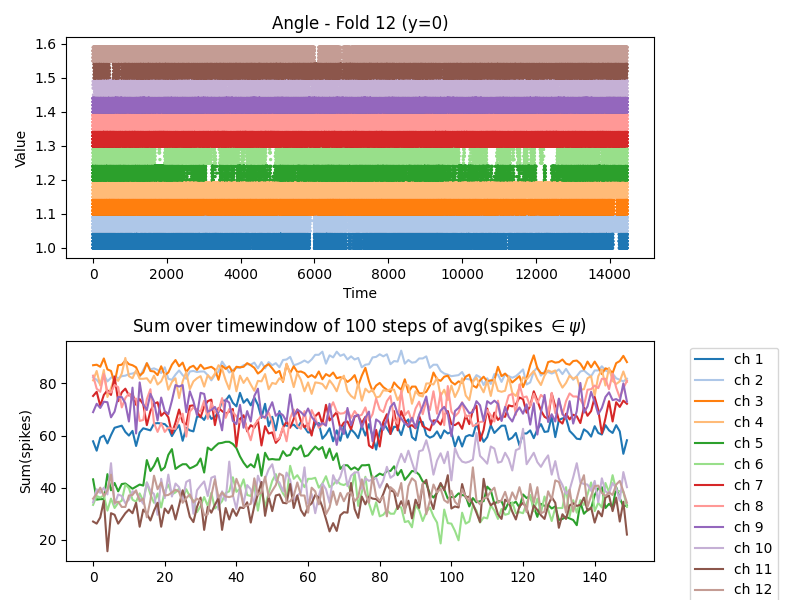 Angle - Fold 12 (y=0)
Value
1.6
1.5
1.4
1.3
1.2
1.1
1.0
0 2000 4000 6000 8000 10000 12000 14000
Time
Sum over timewindow of 100 steps of avg(spikes ∈ ψ)
Sum(spikes)
80
60
40
20
0 20 40 60 80 100 120 140
ch 1
ch 2
ch 3
ch 4
ch 5
ch 6
ch 7
ch 8
ch 9
ch 10
ch 11
ch 12